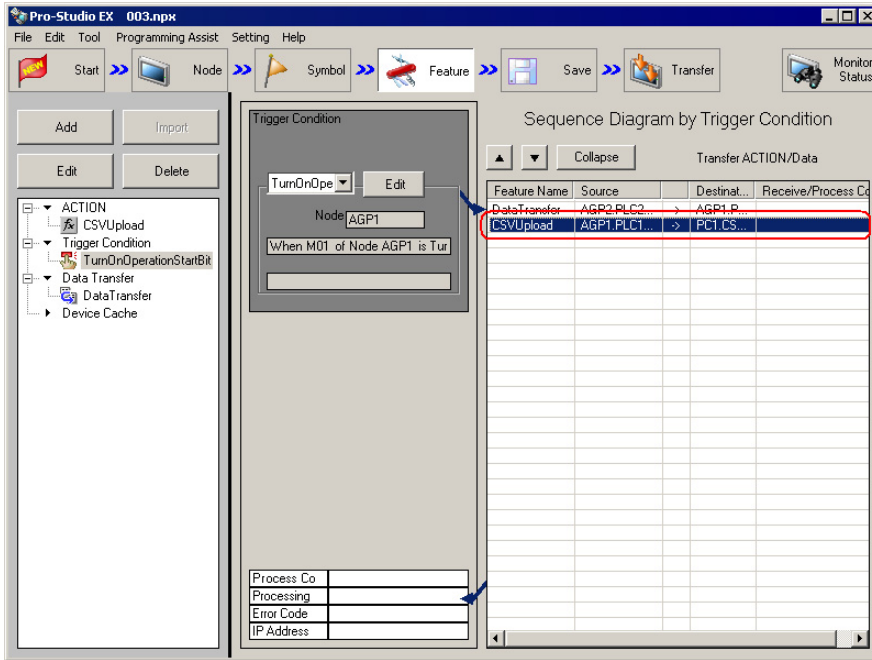 Pro-Studio EX 003.npx
File Edit Tool Programming Assist Setting Help
NEW Start Node Symbol Feature Save Transfer Monitor Status
Add Import
Edit Delete
ACTION
CSVUpload
Trigger Condition
TurnOnOperationStartBit
Data Transfer
DataTransfer
Device Cache
Trigger Condition
TurnOnOpe Edit
Node AGP1
When M01 of Node AGP1 is Tur
Process Co
Processing
Error Code
IP Address
Sequence Diagram by Trigger Condition
Collapse Transfer ACTION/Data
Feature Name Source Destinat... Receive/Process Co
DataTransfer AGP2.PLC2... -> AGP1.P...
CSVUpload AGP1.PLC1... -> PC1.CS...